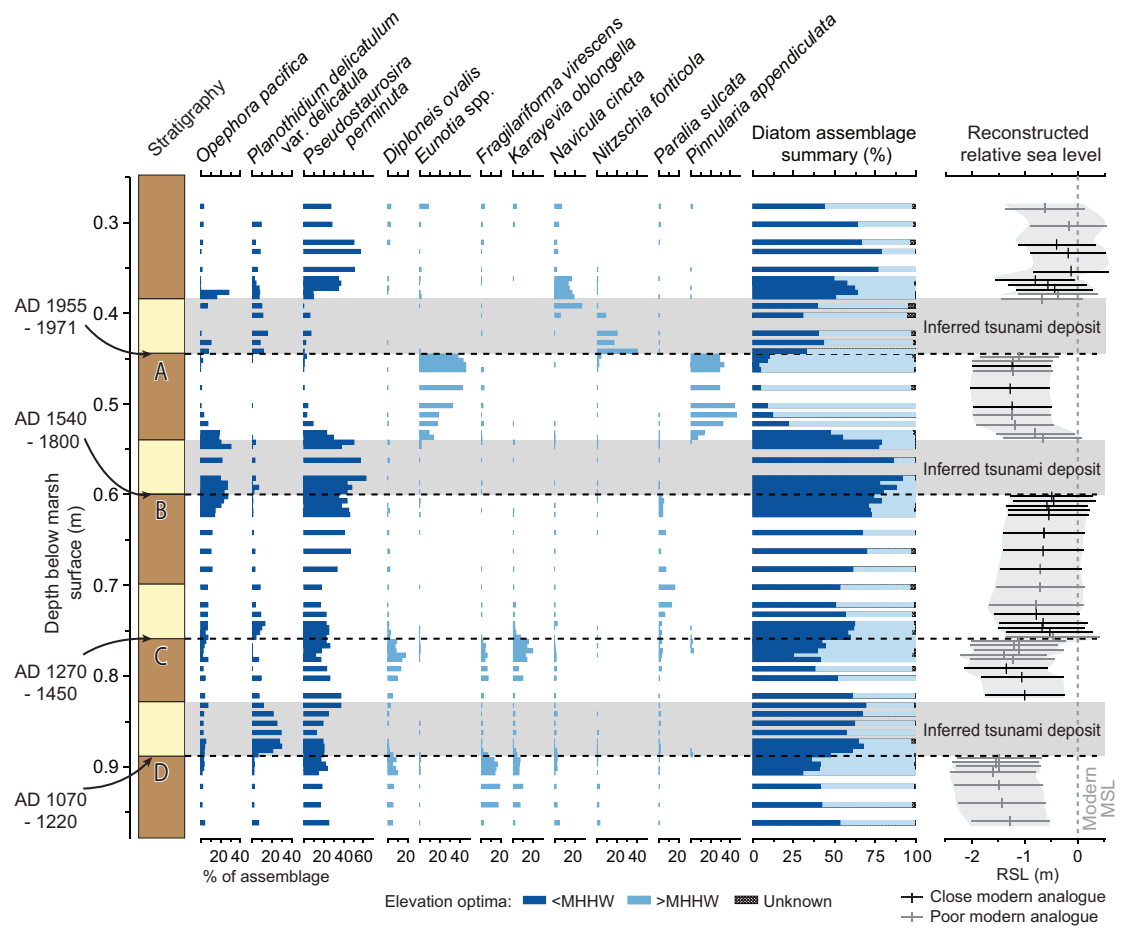 Stratigraphy
Opephora pacifica
Planothidium delicatulum
var. delicatula
Pseudostaurosira
perminuta
Diploneis ovalis
Eunotia spp.
Fragilariforma virescens
Karayevia oblongella
Navicula cincta
Nitzschia fonticola
Paralia sulcata
Pinnularia appendiculata
Diatom assemblage
summary (%)
Reconstructed
relative sea level
Depth below marsh
surface (m)
0.3
0.4
0.5
0.6
0.7
0.8
0.9
AD 1955
- 1971
AD 1540
- 1800
AD 1270
- 1450
AD 1070
- 1220
A
B
C
D
Inferred tsunami deposit
Inferred tsunami deposit
Inferred tsunami deposit
Modern
MSL
20 40
20 40
20 40 60
20
20 40
20
20
20
20 40
20
20 40
0 25 50 75 100
-2 -1 0
% of assemblage
RSL (m)
Elevation optima: <MHHW >MHHW Unknown
Close modern analogue
Poor modern analogue